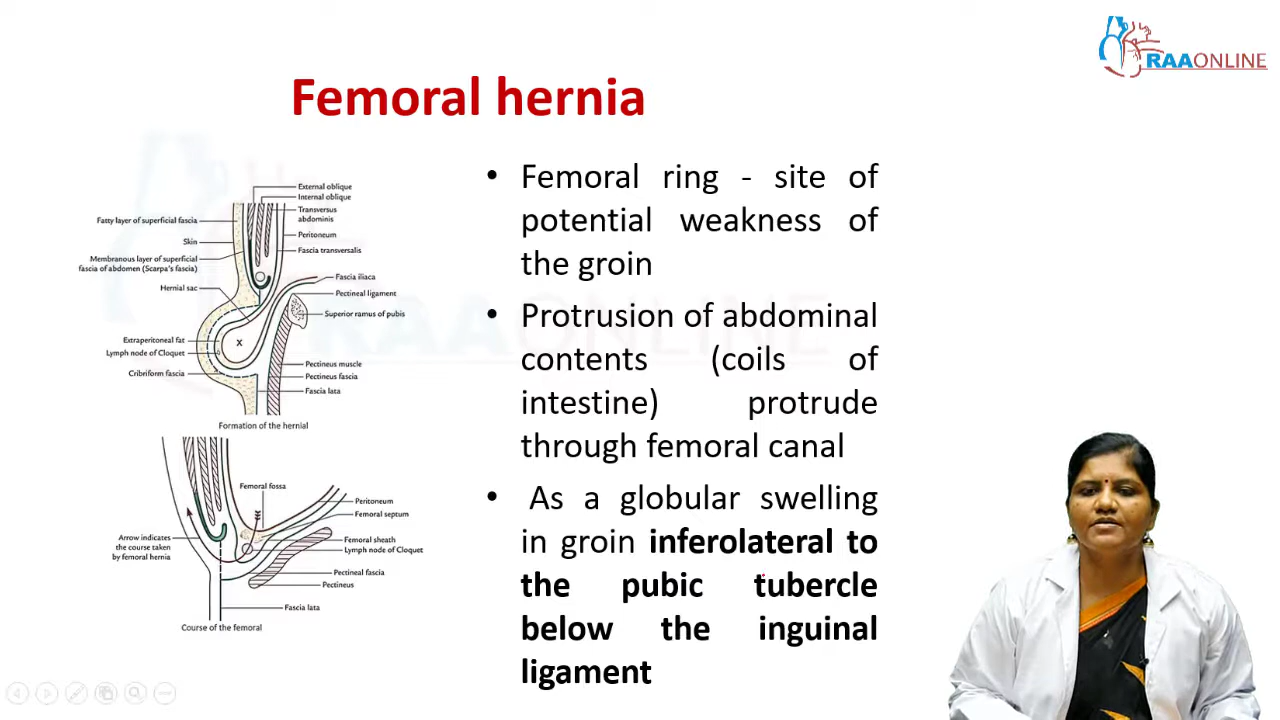 RAAONLINE
Femoral hernia
External oblique
Internal oblique
Transversus
abdominis
Fatty layer of superficial fascia
Peritoneum
Skin
Fascia transversalis
Membranous layer of superficial
fascia of abdomen (Scarpa's fascia)
Fascia iliaca
Hernial sac
Pectineal ligament
Superior ramus of pubis
Extraperitoneal fat
x
Lymph node of Cloquet
Pectineus muscle
Cribriform fascia
Pectineus fascia
Fascia lata
Formation of the hernial
Femoral fossa
Peritoneum
Femoral septum
Arrow indicates
the course taken
by femoral hernia
Femoral sheath
Lymph node of Cloquet
Pectineal fascia
Pectineus
Fascia lata
Course of the femoral
• Femoral ring - site of
potential weakness of
the groin
• Protrusion of abdominal
contents (coils of
intestine) protrude
through femoral canal
• As a globular swelling
in groin inferolateral to
the pubic tubercle
below the inguinal
ligament
RAAONLINE